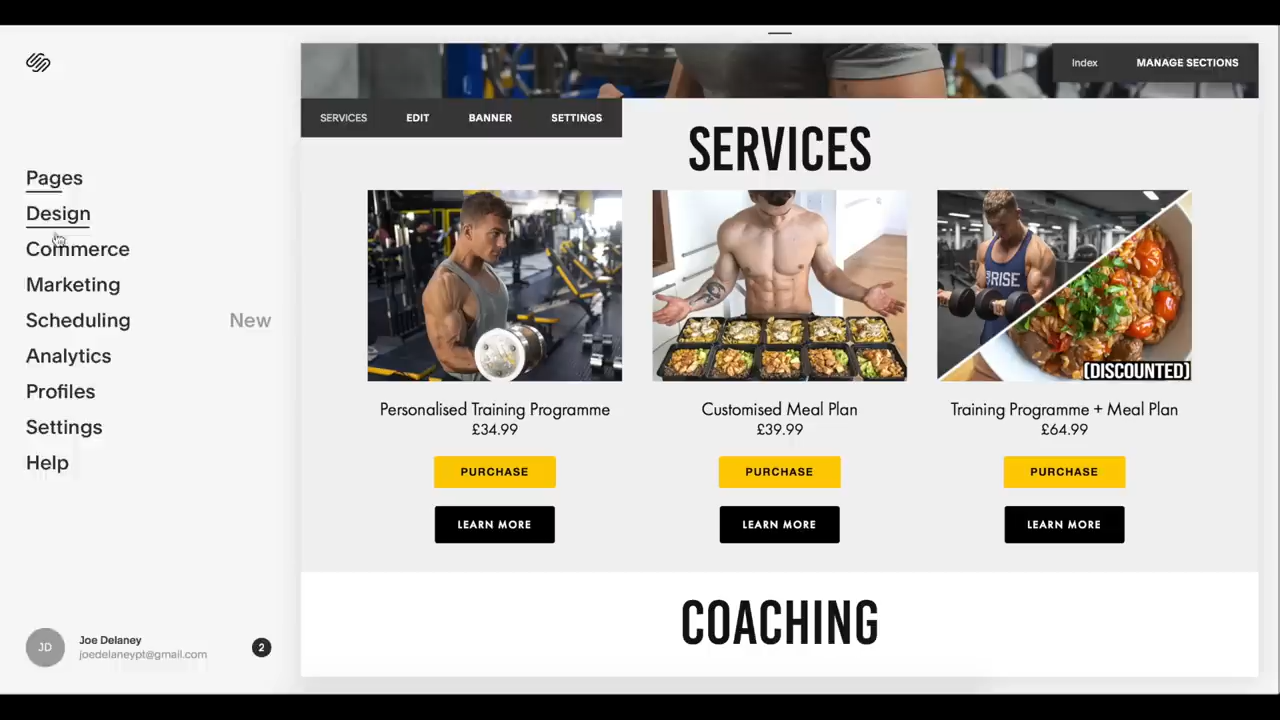 Index MANAGE SECTIONS
SERVICES EDIT BANNER SETTINGS
SERVICES
Pages
Design
Commerce
Marketing
Scheduling New
Analytics
Profiles
Settings
Help
RISE
[DISCOUNTED]
Personalised Training Programme
£34.99
PURCHASE
LEARN MORE
Customised Meal Plan
£39.99
PURCHASE
LEARN MORE
Training Programme + Meal Plan
£64.99
PURCHASE
LEARN MORE
COACHING
JD
Joe Delaney
joedelaneypt@gmail.com
2